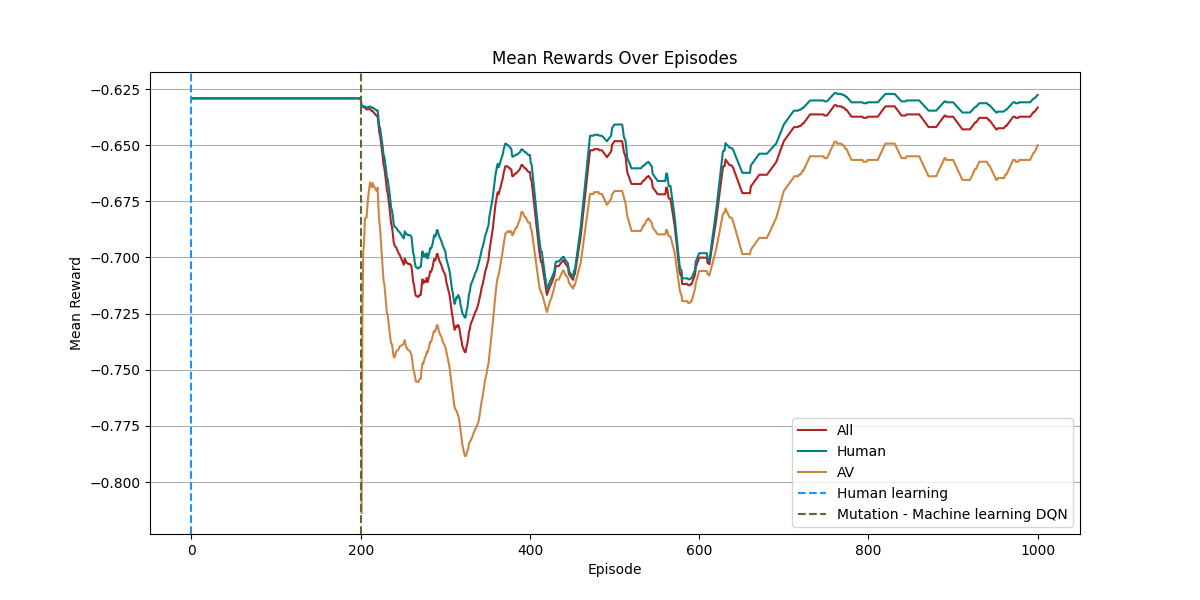 Mean Rewards Over Episodes
Mean Reward
−0.625
−0.650
−0.675
−0.700
−0.725
−0.750
−0.775
−0.800
All
Human
AV
Human learning
Mutation - Machine learning DQN
0 200 400 600 800 1000
Episode